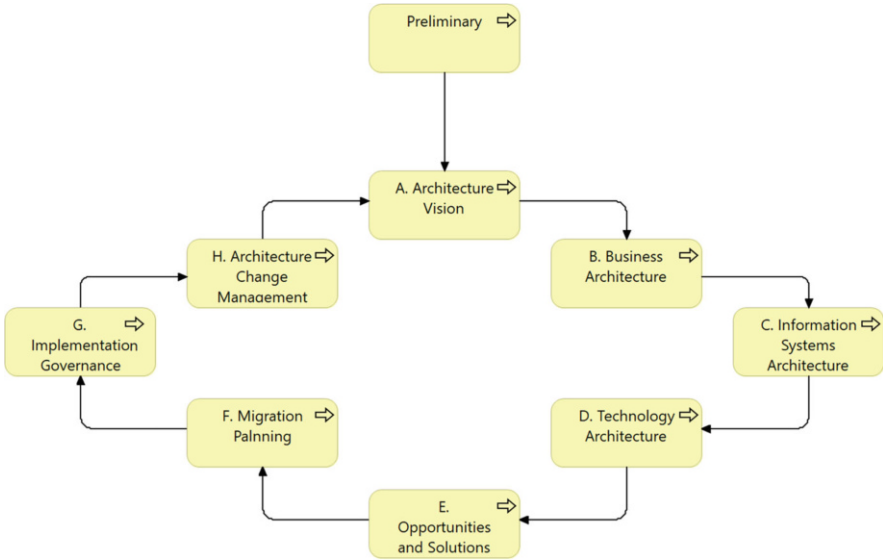 Preliminary
A. Architecture
Vision
B. Business
Architecture
C. Information
Systems
Architecture
D. Technology
Architecture
E.
Opportunities
and Solutions
F. Migration
Palnning
G.
Implementation
Governance
H. Architecture
Change
Management